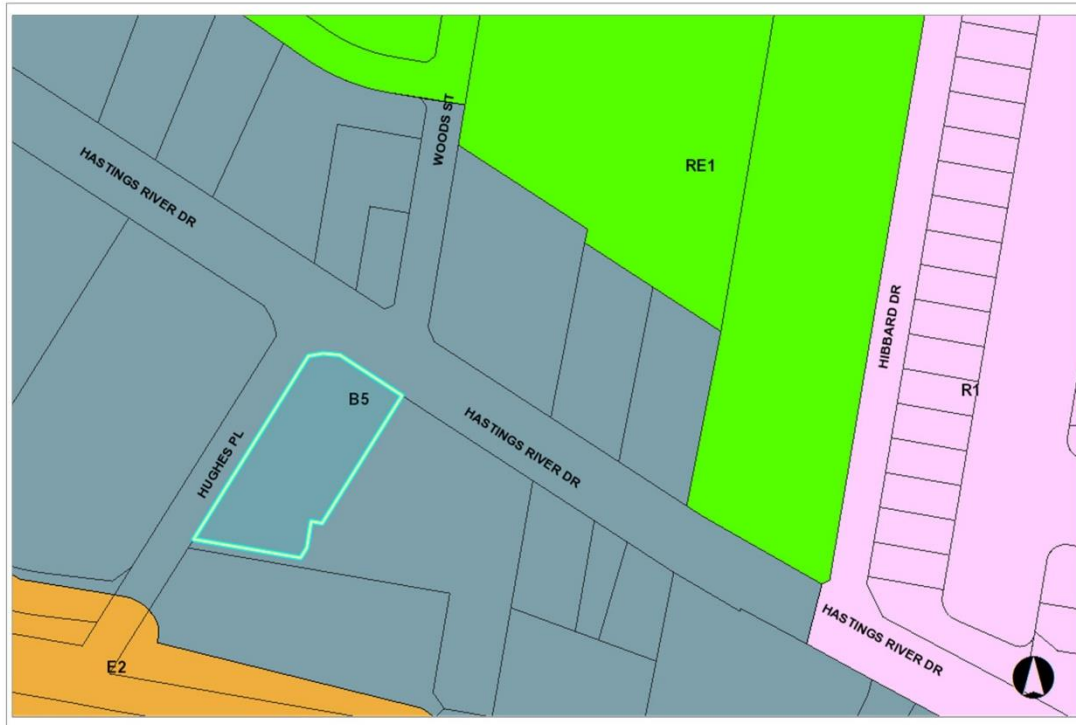 WOODS ST
HASTINGS RIVER DR
RE1
HIBBARD DR
R1
B5
HASTINGS RIVER DR
HUGHES PL
HASTINGS RIVER DR
E2